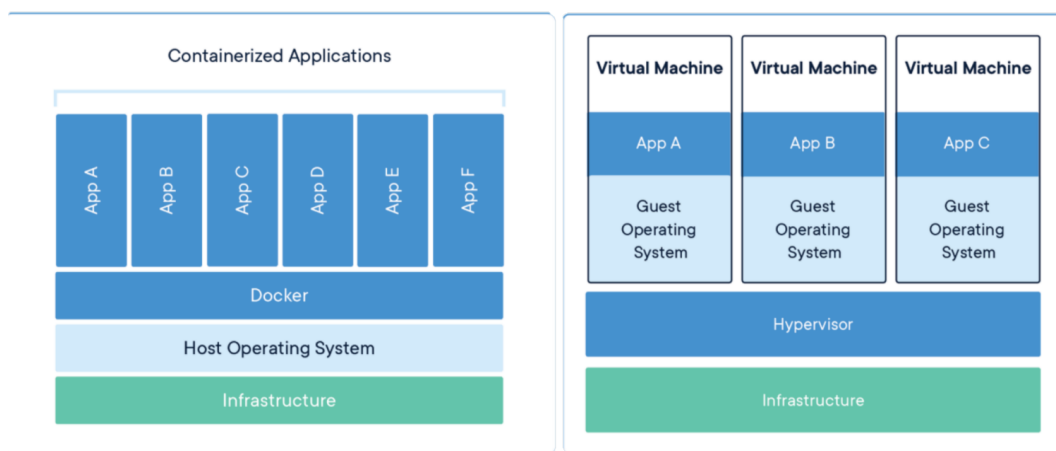 Containerized Applications
App A
App B
App C
App D
App E
App F
Docker
Host Operating System
Infrastructure
Virtual Machine
App A
Guest
Operating
System
Virtual Machine
App B
Guest
Operating
System
Virtual Machine
App C
Guest
Operating
System
Hypervisor
Infrastructure